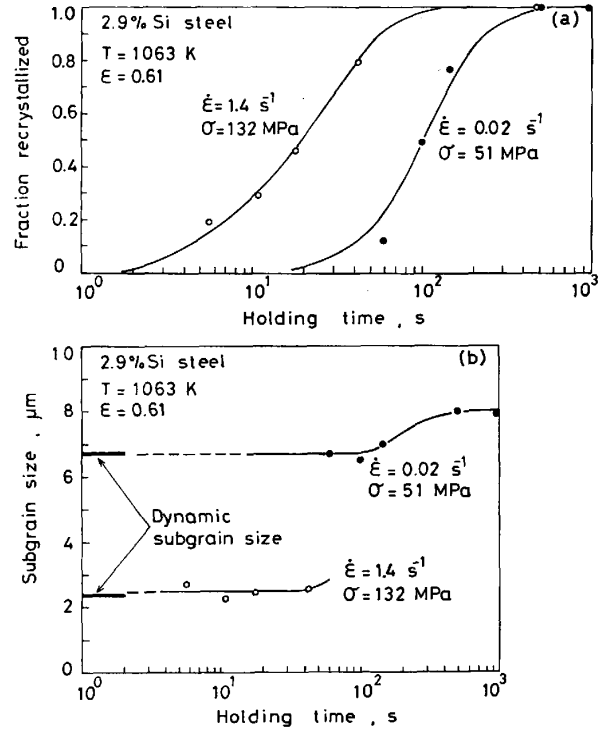 (a)
2.9% Si steel
T = 1063 K
ε = 0.61
ε̇ = 1.4 s⁻¹
σ = 132 MPa
ε̇ = 0.02 s⁻¹
σ = 51 MPa
Fraction recrystallized
1.0
0.8
0.6
0.4
0.2
0
10⁰ 10¹ 10² 10³
Holding time, s
(b)
2.9% Si steel
T = 1063 K
ε = 0.61
ε̇ = 0.02 s⁻¹
σ = 51 MPa
Dynamic
subgrain size
ε̇ = 1.4 s⁻¹
σ = 132 MPa
Subgrain size, μm
10
8
6
4
2
0
10⁰ 10¹ 10² 10³
Holding time, s